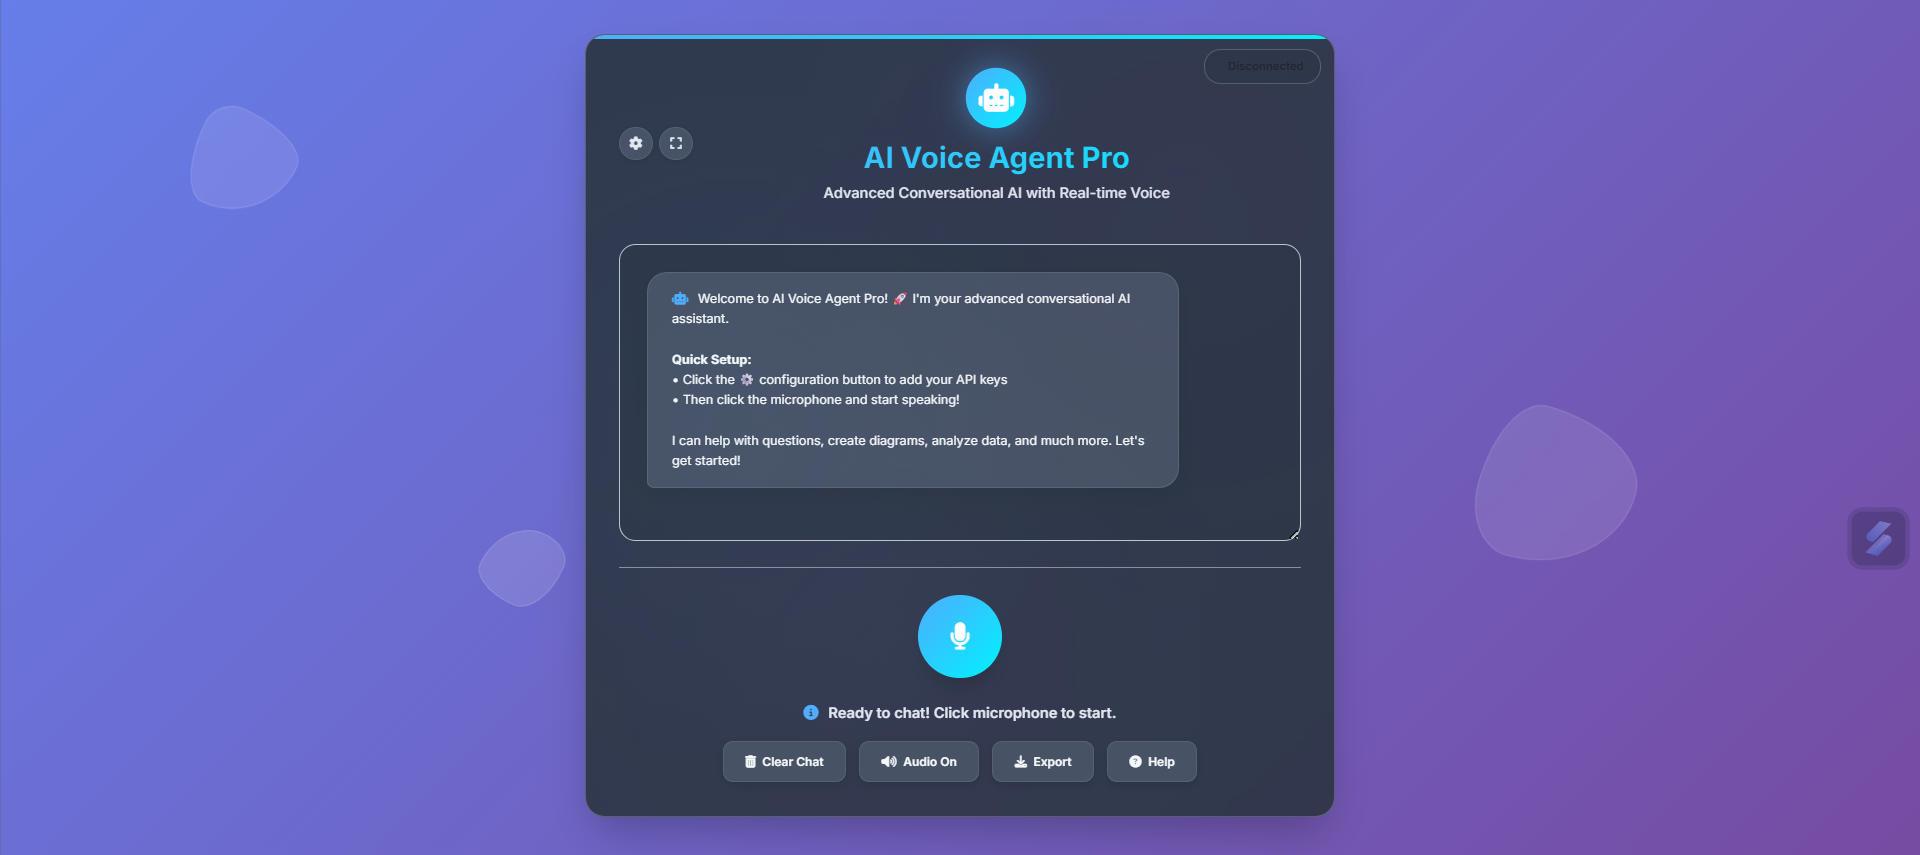 Disconnected
AI Voice Agent Pro
Advanced Conversational AI with Real-time Voice
Welcome to AI Voice Agent Pro! 🚀 I'm your advanced conversational AI
assistant.
Quick Setup:
• Click the ⚙️ configuration button to add your API keys
• Then click the microphone and start speaking!
I can help with questions, create diagrams, analyze data, and much more. Let's
get started!
Ready to chat! Click microphone to start.
Clear Chat
Audio On
Export
Help